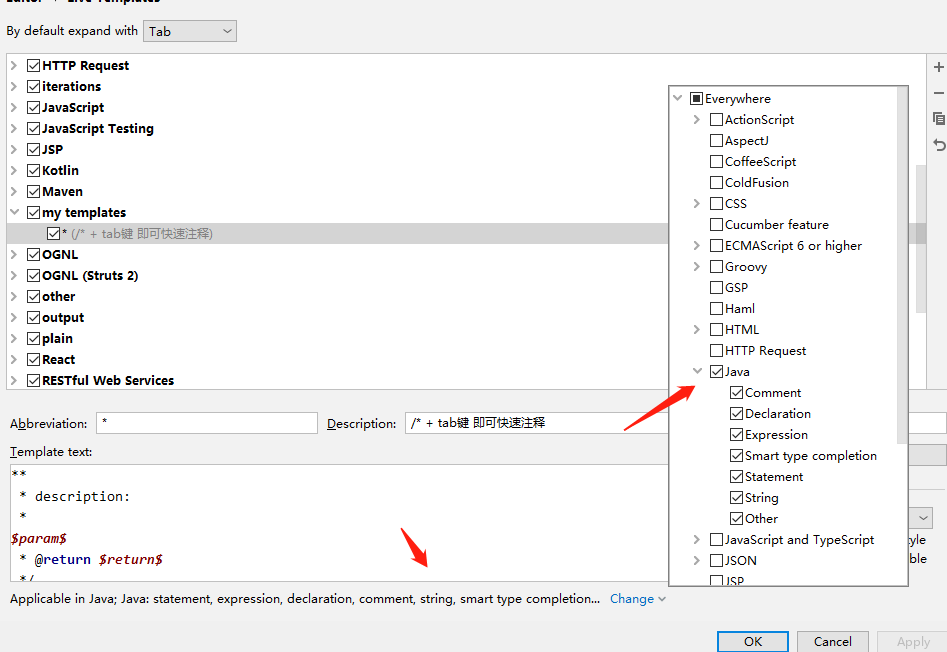 Editor > Live Templates
By default expand with Tab
HTTP Request
iterations
JavaScript
JavaScript Testing
JSP
Kotlin
Maven
my templates
* (/* + tab键 即可快速注释)
OGNL
OGNL (Struts 2)
other
output
plain
React
RESTful Web Services
Everywhere
ActionScript
AspectJ
CoffeeScript
ColdFusion
CSS
Cucumber feature
ECMAScript 6 or higher
Groovy
GSP
Haml
HTML
HTTP Request
Java
Comment
Declaration
Expression
Smart type completion
Statement
String
Other
JavaScript and TypeScript
JSON
JSP
Abbreviation: *
Description: /* + tab键 即可快速注释
Template text:
**
* description:
*
$param$
* @return $return$
*/
yle
ble
Applicable in Java; Java: statement, expression, declaration, comment, string, smart type completion... Change
OK
Cancel
Apply